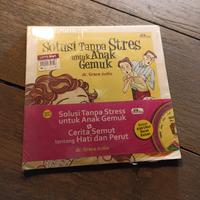 Solusi Tanpa Stres
untuk Anak
Gemuk
dr. Grace Judio
Solusi Tanpa Stress
untuk Anak Gemuk
Cerita Semut
tentang Hati dan Perut
dr. Grace Judio